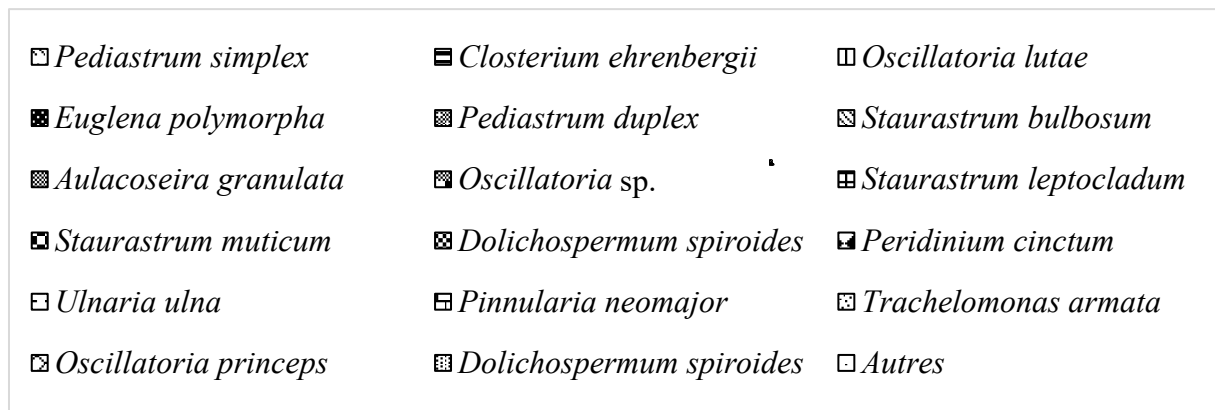 Pediastrum simplex Closterium ehrenbergii Oscillatoria lutae
Euglena polymorpha Pediastrum duplex Staurastrum bulbosum
Aulacoseira granulata Oscillatoria sp. Staurastrum leptocladum
Staurastrum muticum Dolichospermum spiroides Peridinium cinctum
Ulnaria ulna Pinnularia neomajor Trachelomonas armata
Oscillatoria princeps Dolichospermum spiroides Autres